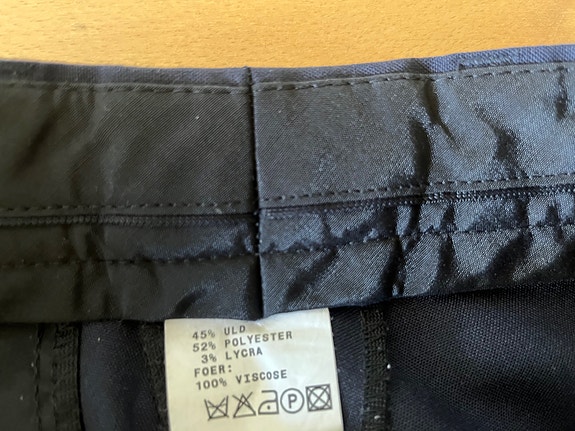 45% ULD
52% POLYESTER
3% LYCRA
FOER:
100% VISCOSE
P